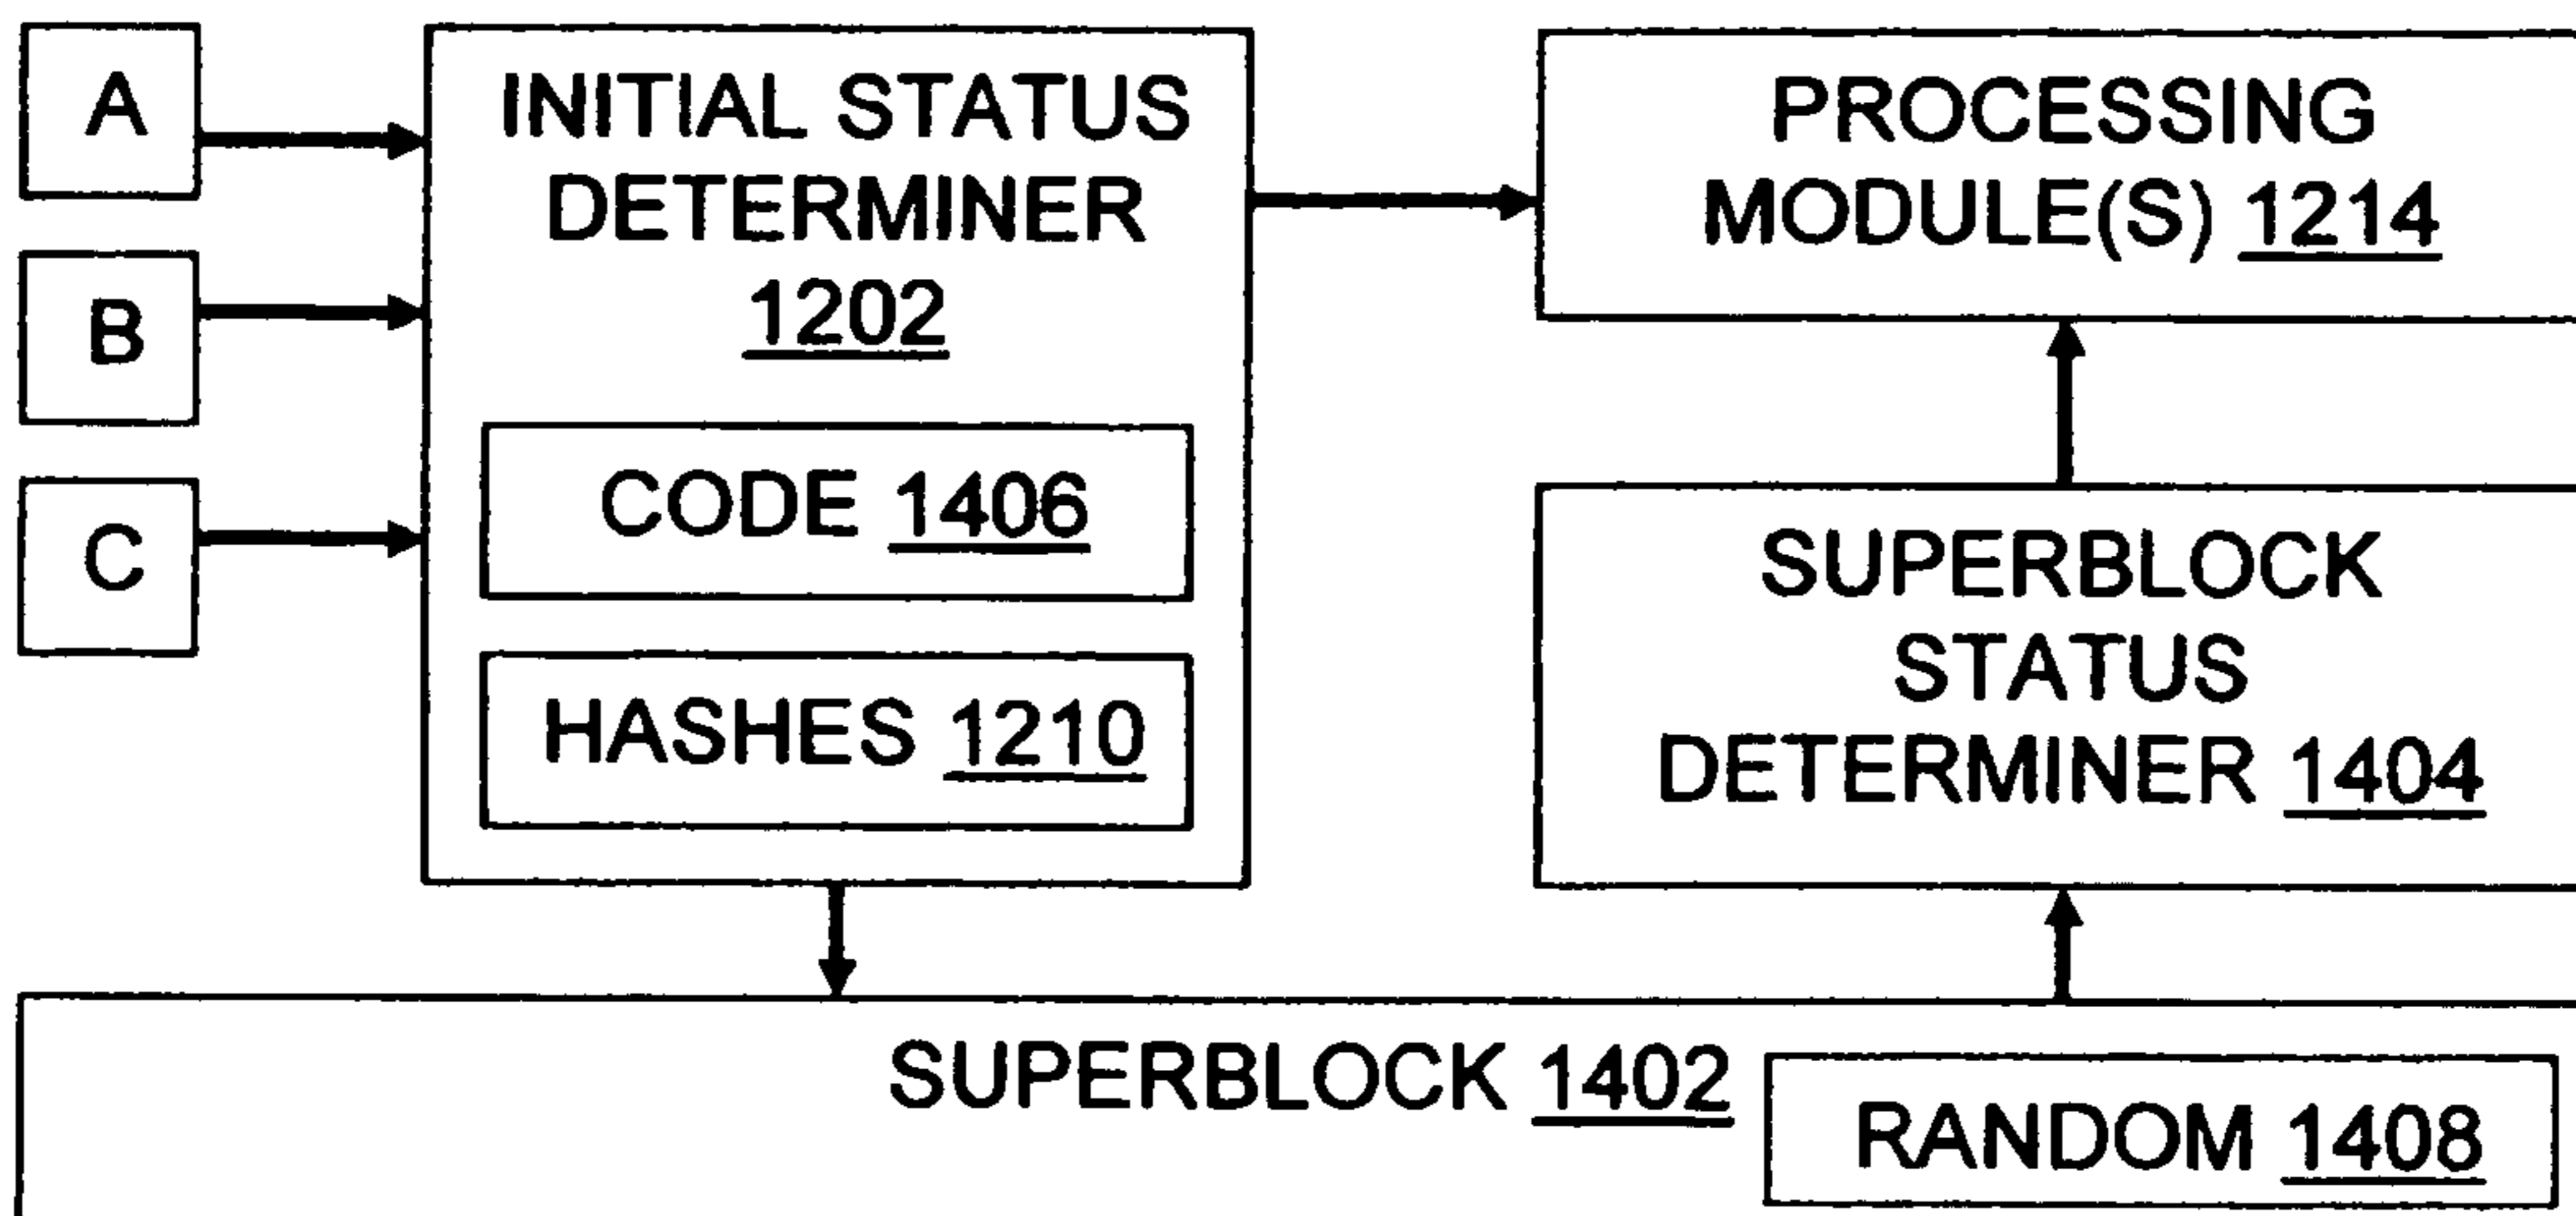 A
B
C
INITIAL STATUS
DETERMINER
1202
CODE 1406
HASHES 1210
PROCESSING
MODULE(S) 1214
SUPERBLOCK
STATUS
DETERMINER 1404
SUPERBLOCK 1402
RANDOM 1408